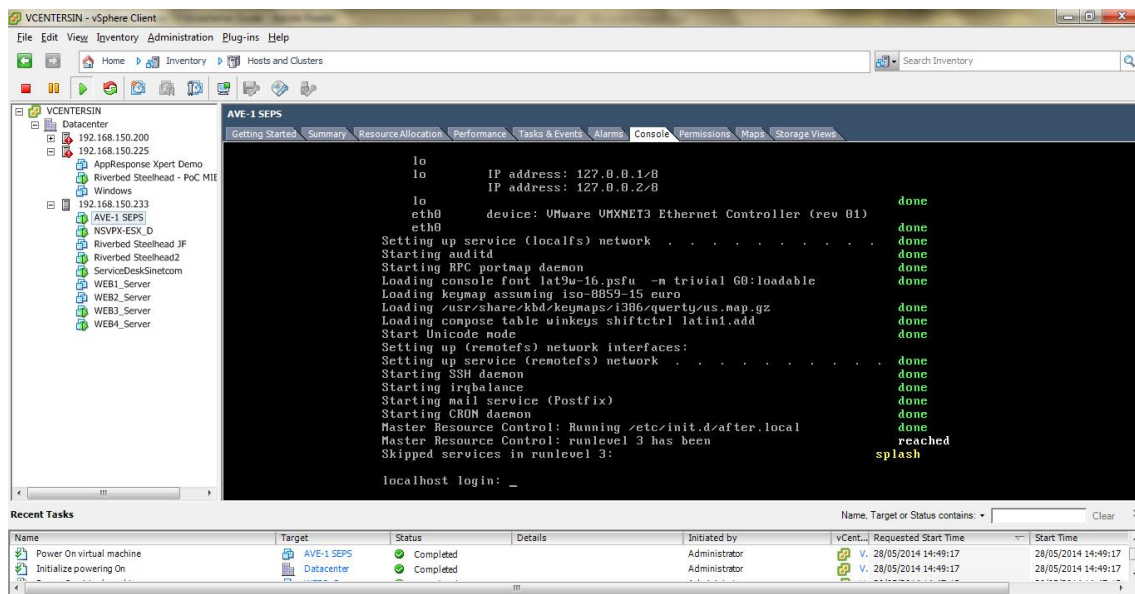 VCENTERSIN - vSphere Client
File Edit View Inventory Administration Plug-ins Help
Home Inventory Hosts and Clusters
Search Inventory
VCENTERSIN
Datacenter
192.168.150.200
192.168.150.225
AppResponse Xpert Demo
Riverbed Steelhead - PoC MIE
Windows
192.168.150.233
AVE-1 SEPS
NSVPX-ESX_D
Riverbed Steelhead JF
Riverbed Steelhead2
ServiceDeskSinetcom
WEB1_Server
WEB2_Server
WEB3_Server
WEB4_Server
AVE-1 SEPS
Getting Started Summary Resource Allocation Performance Tasks & Events Alarms Console Permissions Maps Storage Views
lo
lo IP address: 127.0.0.1/8
IP address: 127.0.0.2/8
lo done
eth0 device: VMware VMXNET3 Ethernet Controller (rev 01)
eth0 done
Setting up service (localfs) network . . . . . . . . . . done
Starting auditd done
Starting RPC portmap daemon done
Loading console font lat9w-16.psfu -m trivial G0:loadable done
Loading keymap assuming iso-8859-15 euro
Loading /usr/share/kbd/keymaps/i386/qwerty/us.map.gz done
Loading compose table winkeys shiftctrl latin1.add done
Start Unicode mode done
Setting up (remotefs) network interfaces:
Setting up service (remotefs) network . . . . . . . . . . done
Starting SSH daemon done
Starting irqbalance done
Starting mail service (Postfix) done
Starting CRON daemon done
Master Resource Control: Running /etc/init.d/after.local done
Master Resource Control: runlevel 3 has been reached
Skipped services in runlevel 3: splash
localhost login: _
Recent Tasks
Name, Target or Status contains:
Clear
Name Target Status Details Initiated by vCent... Requested Start Time Start Time
Power On virtual machine AVE-1 SEPS Completed Administrator V. 28/05/2014 14:49:17 28/05/2014 14:49:17
Initialize powering On Datacenter Completed Administrator V. 28/05/2014 14:49:17 28/05/2014 14:49:17